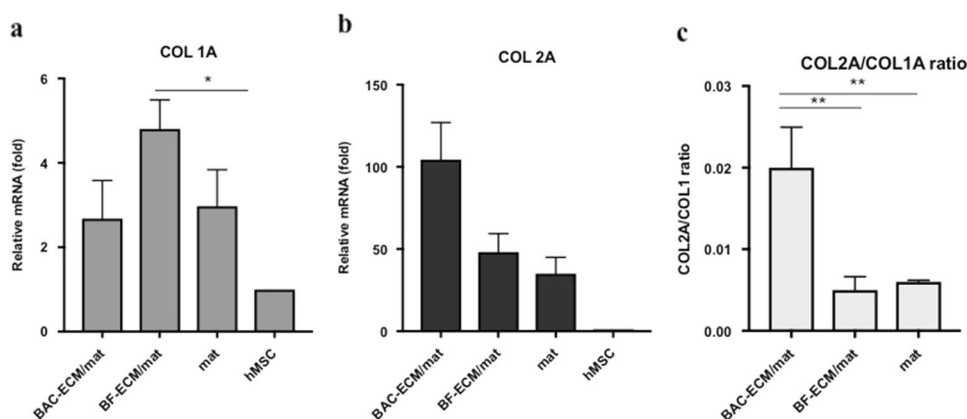 a
COL 1A
*
6
4
2
0
Relative mRNA (fold)
BAC-ECM/mat
BF-ECM/mat
mat
hMSC
b
COL 2A
150
100
50
0
Relative mRNA (fold)
BAC-ECM/mat
BF-ECM/mat
mat
hMSC
c
COL2A/COL1A ratio
**
**
0.03
0.02
0.01
0.00
COL2A/COL1 ratio
BAC-ECM/mat
BF-ECM/mat
mat